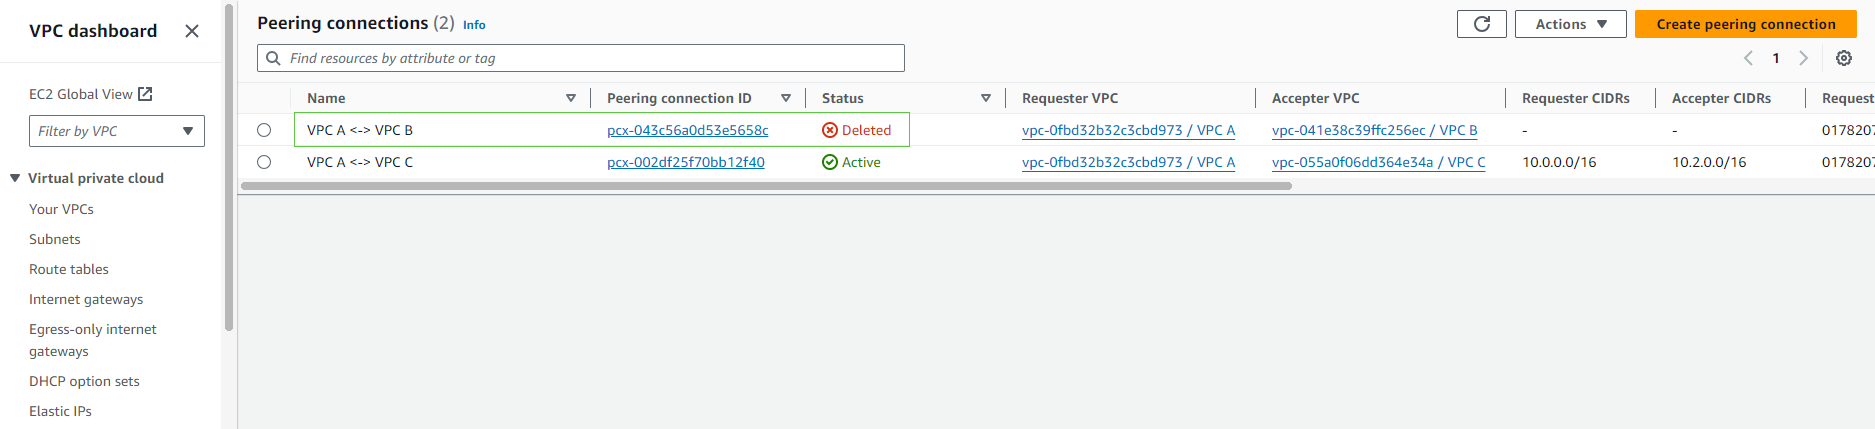 VPC dashboard
EC2 Global View
Filter by VPC
Virtual private cloud
Your VPCs
Subnets
Route tables
Internet gateways
Egress-only internet
gateways
DHCP option sets
Elastic IPs
Peering connections (2) Info
Actions
Create peering connection
Find resources by attribute or tag
1
Name Peering connection ID Status Requester VPC Accepter VPC Requester CIDRs Accepter CIDRs Request
VPC A <-> VPC B pcx-043c56a0d53e5658c Deleted vpc-0fbd32b32c3cbd973 / VPC A vpc-041e38c39ffc256ec / VPC B - - 0178207
VPC A <-> VPC C pcx-002df25f70bb12f40 Active vpc-0fbd32b32c3cbd973 / VPC A vpc-055a0f06dd364e34a / VPC C 10.0.0.0/16 10.2.0.0/16 0178207